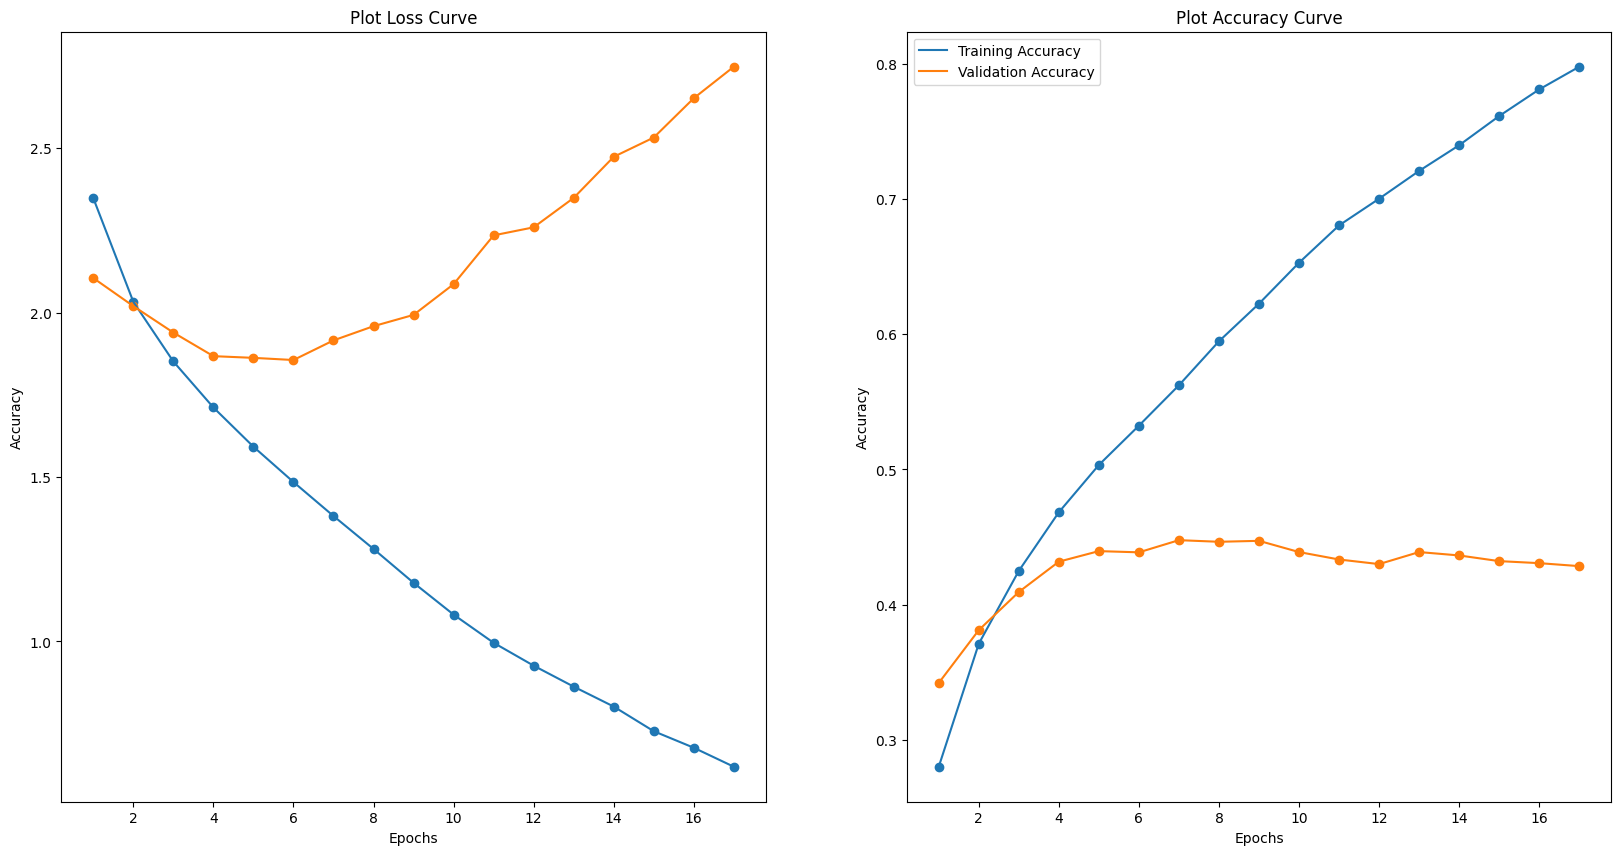 Plot Loss Curve
Accuracy
2.5
2.0
1.5
1.0
2 4 6 8 10 12 14 16
Epochs
Plot Accuracy Curve
Training Accuracy
Validation Accuracy
Accuracy
0.8
0.7
0.6
0.5
0.4
0.3
2 4 6 8 10 12 14 16
Epochs